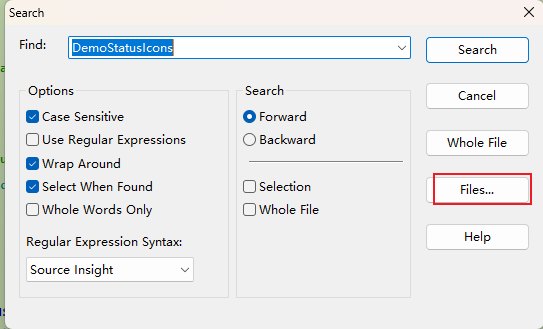 Search
Find:
DemoStatusIcons
Search
Cancel
Whole File
Files...
Help
Options
Case Sensitive
Use Regular Expressions
Wrap Around
Select When Found
Whole Words Only
Regular Expression Syntax:
Source Insight
Search
Forward
Backward
Selection
Whole File